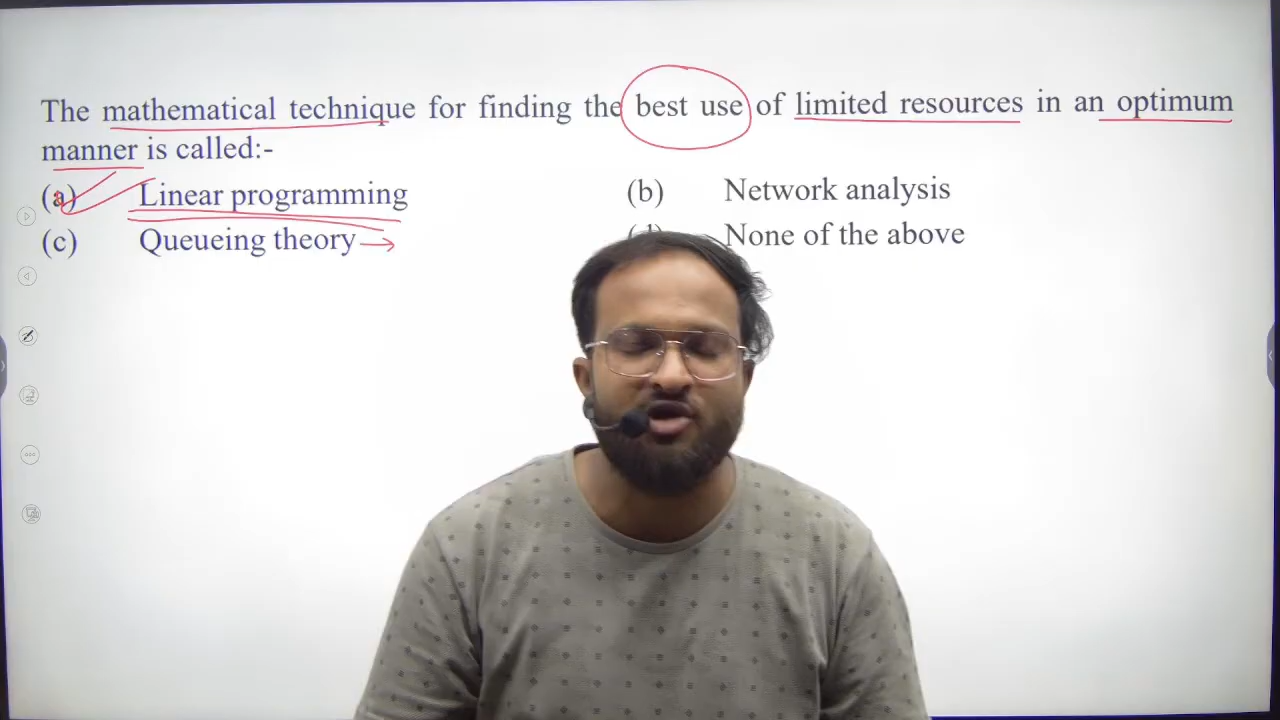 The mathematical technique for finding the best use of limited resources in an optimum
manner is called:-
(a) Linear programming (b) Network analysis
(c) Queueing theory → (d) None of the above